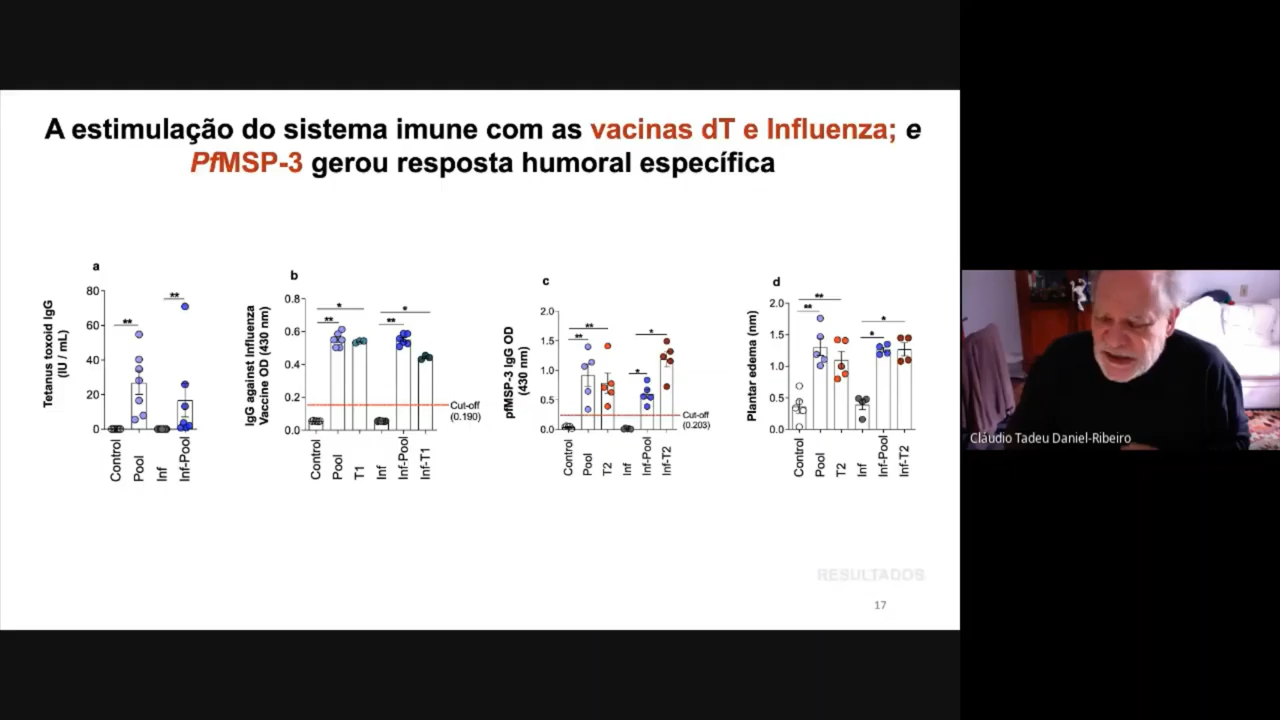 A estimulação do sistema imune com as vacinas dT e Influenza; e
PfMSP-3 gerou resposta humoral específica
a
Tetanus toxoid IgG
(IU / mL)
80
60
40
20
0
**
**
Control
Pool
Inf
Inf-Pool
b
IgG against Influenza
Vaccine OD (430 nm)
0.8
0.6
0.4
0.2
0.0
*
**
*
**
Cut-off
(0.190)
Control
Pool
T1
Inf
Inf-Pool
Inf-T1
c
pfMSP-3 IgG OD
(430 nm)
2.0
1.5
1.0
0.5
0.0
**
**
*
*
Cut-off
(0.203)
Control
Pool
T2
Inf
Inf-Pool
Inf-T2
d
Plantar edema (nm)
2.0
1.5
1.0
0.5
0.0
**
**
*
*
Control
Pool
T2
Inf
Inf-Pool
Inf-T2
RESULTADOS
17
Cláudio Tadeu Daniel-Ribeiro